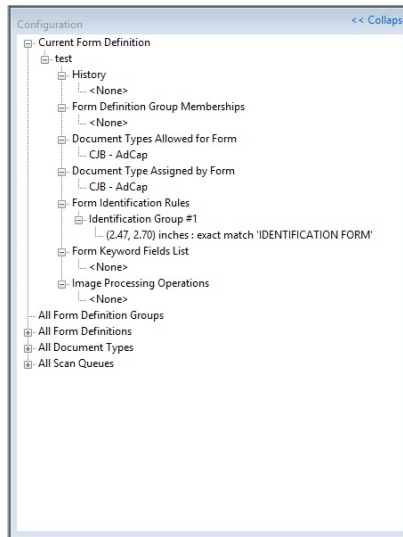 Configuration
<< Collaps
Current Form Definition
test
History
<None>
Form Definition Group Memberships
<None>
Document Types Allowed for Form
CJB - AdCap
Document Type Assigned by Form
CJB - AdCap
Form Identification Rules
Identification Group #1
(2.47, 2.70) inches : exact match 'IDENTIFICATION FORM'
Form Keyword Fields List
<None>
Image Processing Operations
<None>
All Form Definition Groups
All Form Definitions
All Document Types
All Scan Queues